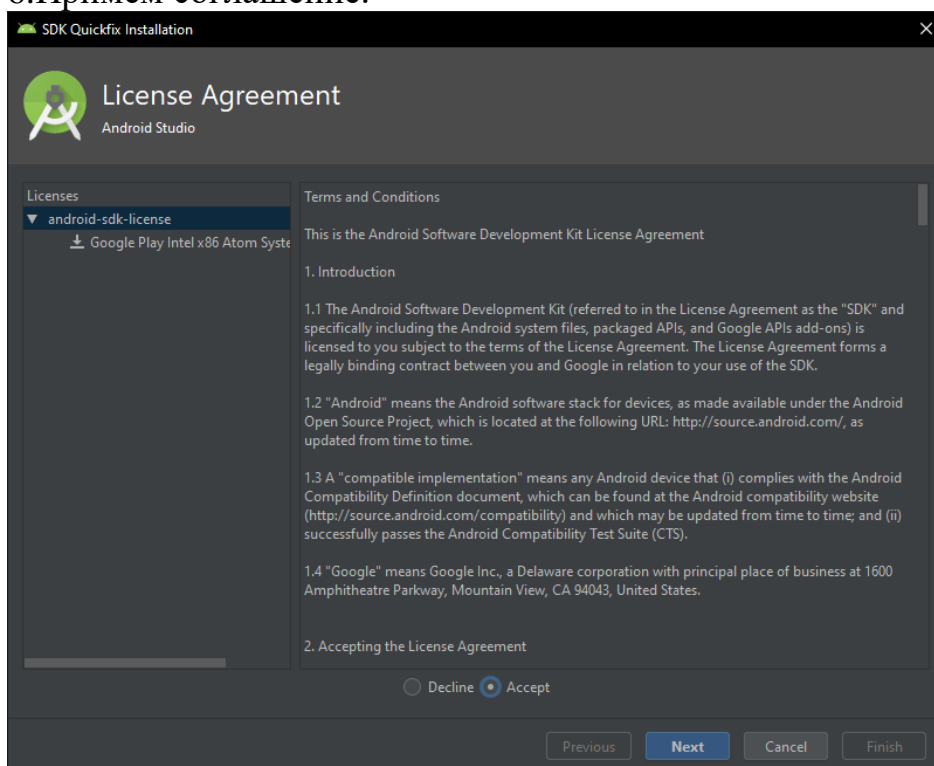 6.Примем соглашение.
SDK Quickfix Installation
License Agreement
Android Studio
Licenses
android-sdk-license
Google Play Intel x86 Atom Syste
Terms and Conditions
This is the Android Software Development Kit License Agreement
1. Introduction
1.1 The Android Software Development Kit (referred to in the License Agreement as the "SDK" and
specifically including the Android system files, packaged APIs, and Google APIs add-ons) is
licensed to you subject to the terms of the License Agreement. The License Agreement forms a
legally binding contract between you and Google in relation to your use of the SDK.
1.2 "Android" means the Android software stack for devices, as made available under the Android
Open Source Project, which is located at the following URL: http://source.android.com/, as
updated from time to time.
1.3 A "compatible implementation" means any Android device that (i) complies with the Android
Compatibility Definition document, which can be found at the Android compatibility website
(http://source.android.com/compatibility) and which may be updated from time to time; and (ii)
successfully passes the Android Compatibility Test Suite (CTS).
1.4 "Google" means Google Inc., a Delaware corporation with principal place of business at 1600
Amphitheatre Parkway, Mountain View, CA 94043, United States.
2. Accepting the License Agreement
Decline Accept
Previous Next Cancel Finish